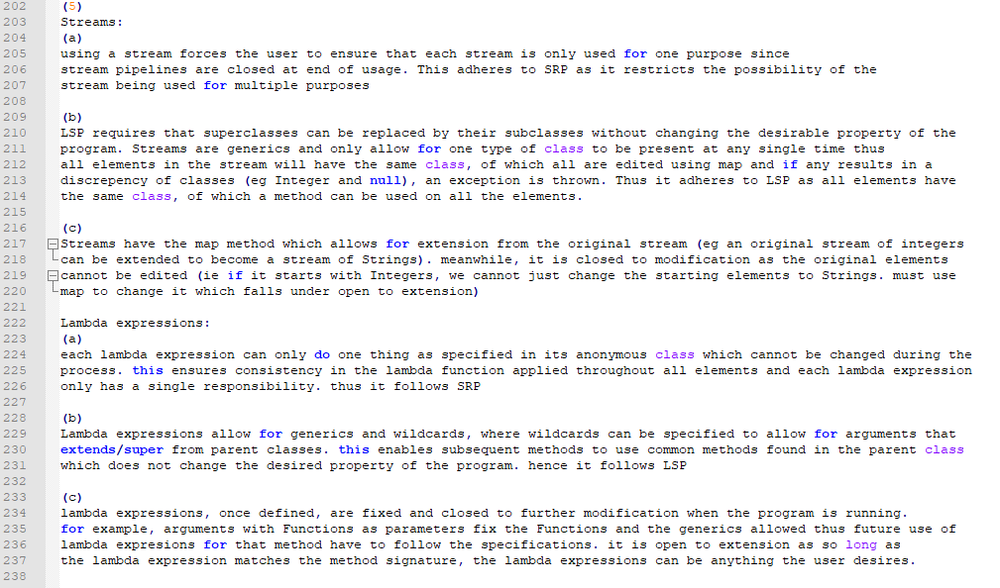 202 (5)
203 Streams:
204 (a)
205 using a stream forces the user to ensure that each stream is only used for one purpose since
206 stream pipelines are closed at end of usage. This adheres to SRP as it restricts the possibility of the
207 stream being used for multiple purposes
208
209 (b)
210 LSP requires that superclasses can be replaced by their subclasses without changing the desirable property of the
211 program. Streams are generics and only allow for one type of class to be present at any single time thus
212 all elements in the stream will have the same class, of which all are edited using map and if any results in a
213 discrepency of classes (eg Integer and null), an exception is thrown. Thus it adheres to LSP as all elements have
214 the same class, of which a method can be used on all the elements.
215
216 (c)
217 Streams have the map method which allows for extension from the original stream (eg an original stream of integers
218 can be extended to become a stream of Strings). meanwhile, it is closed to modification as the original elements
219 cannot be edited (ie if it starts with Integers, we cannot just change the starting elements to Strings. must use
220 map to change it which falls under open to extension)
221
222 Lambda expressions:
223 (a)
224 each lambda expression can only do one thing as specified in its anonymous class which cannot be changed during the
225 process. this ensures consistency in the lambda function applied throughout all elements and each lambda expression
226 only has a single responsibility. thus it follows SRP
227
228 (b)
229 Lambda expressions allow for generics and wildcards, where wildcards can be specified to allow for arguments that
230 extends/super from parent classes. this enables subsequent methods to use common methods found in the parent class
231 which does not change the desired property of the program. hence it follows LSP
232
233 (c)
234 lambda expressions, once defined, are fixed and closed to further modification when the program is running.
235 for example, arguments with Functions as parameters fix the Functions and the generics allowed thus future use of
236 lambda expresions for that method have to follow the specifications. it is open to extension as so long as
237 the lambda expression matches the method signature, the lambda expressions can be anything the user desires.
238